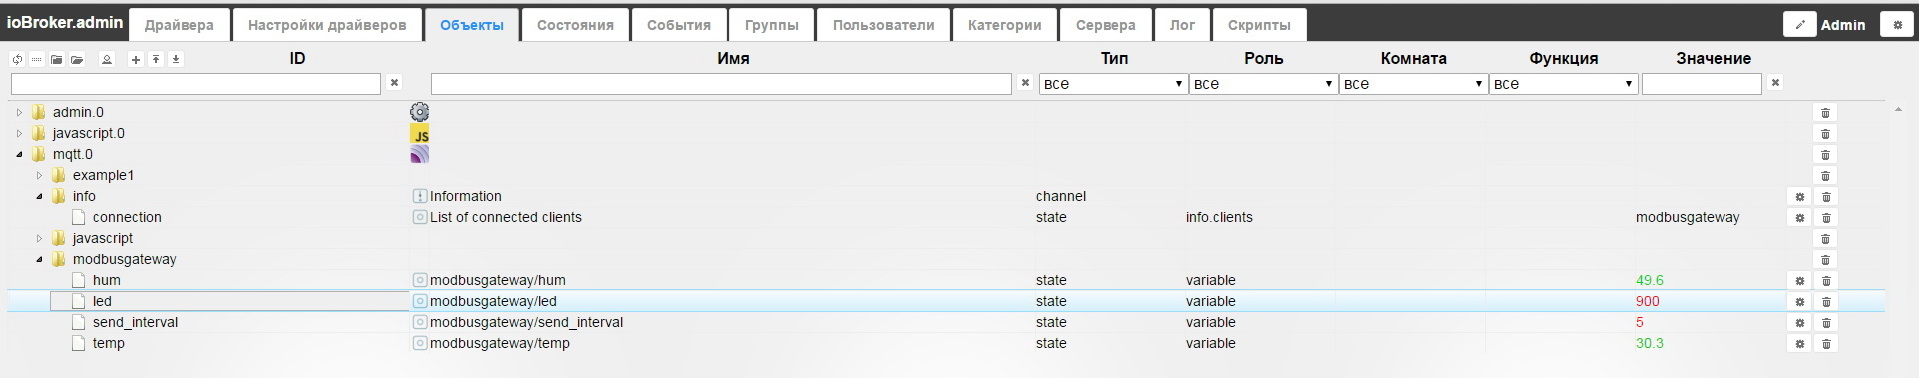 ioBroker.admin Драйвера Настройки драйверов Объекты Состояния События Группы Пользователи Категории Сервера Лог Скрипты Admin
ID Имя Тип Роль Комната Функция Значение
все все все все
admin.0
javascript.0 JS
mqtt.0
example1
info Information channel
connection List of connected clients state info.clients modbusgateway
javascript
modbusgateway
hum modbusgateway/hum state variable 49.6
led modbusgateway/led state variable 900
send_interval modbusgateway/send_interval state variable 5
temp modbusgateway/temp state variable 30.3